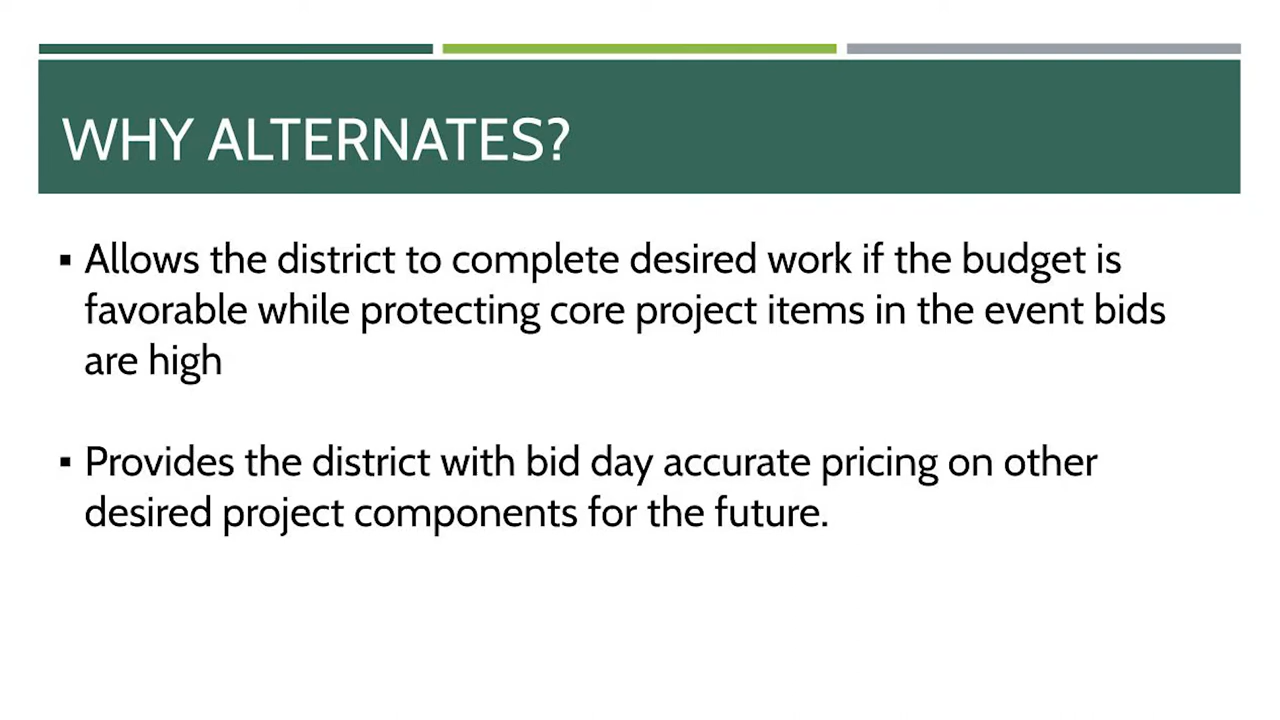 WHY ALTERNATES?
▪ Allows the district to complete desired work if the budget is
favorable while protecting core project items in the event bids
are high
▪ Provides the district with bid day accurate pricing on other
desired project components for the future.